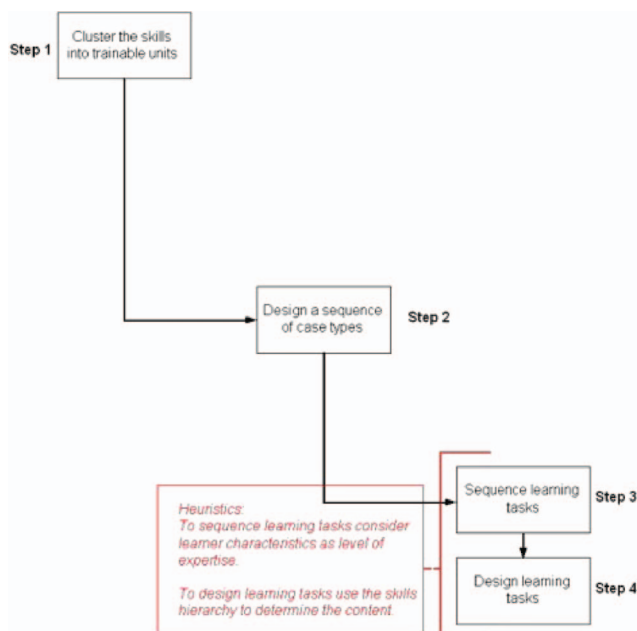 Step 1
Cluster the skills
into trainable units
Design a sequence
of case types
Step 2
Heuristics:
To sequence learning tasks consider
learner characteristics as level of
expertise.
To design learning tasks use the skills
hierarchy to determine the content.
Sequence learning
tasks
Step 3
Design learning
tasks
Step 4